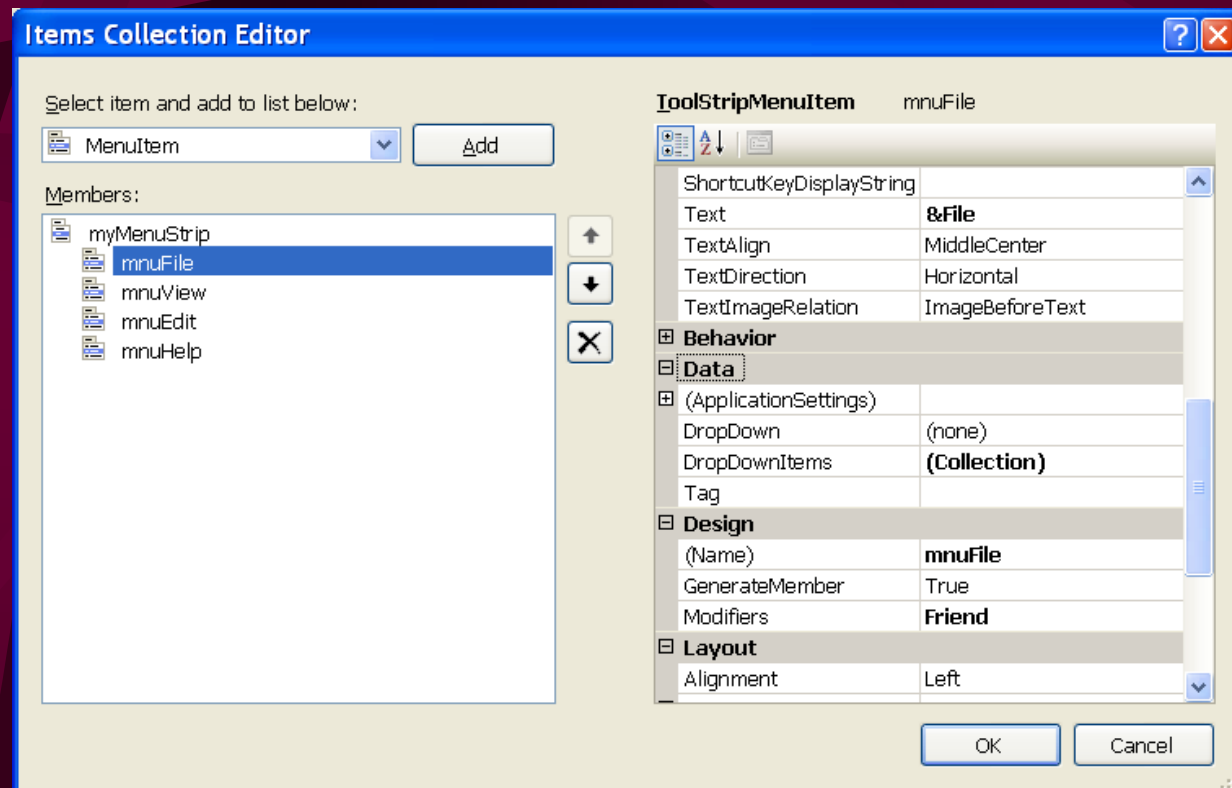 Items Collection Editor
Select item and add to list below:
MenuItem
Add
Members:
myMenuStrip
mnuFile
mnuView
mnuEdit
mnuHelp
ToolStripMenuItem mnuFile
ShortcutKeyDisplayString
Text &File
TextAlign MiddleCenter
TextDirection Horizontal
TextImageRelation ImageBeforeText
Behavior
Data
(ApplicationSettings)
DropDown (none)
DropDownItems (Collection)
Tag
Design
(Name) mnuFile
GenerateMember True
Modifiers Friend
Layout
Alignment Left
OK
Cancel